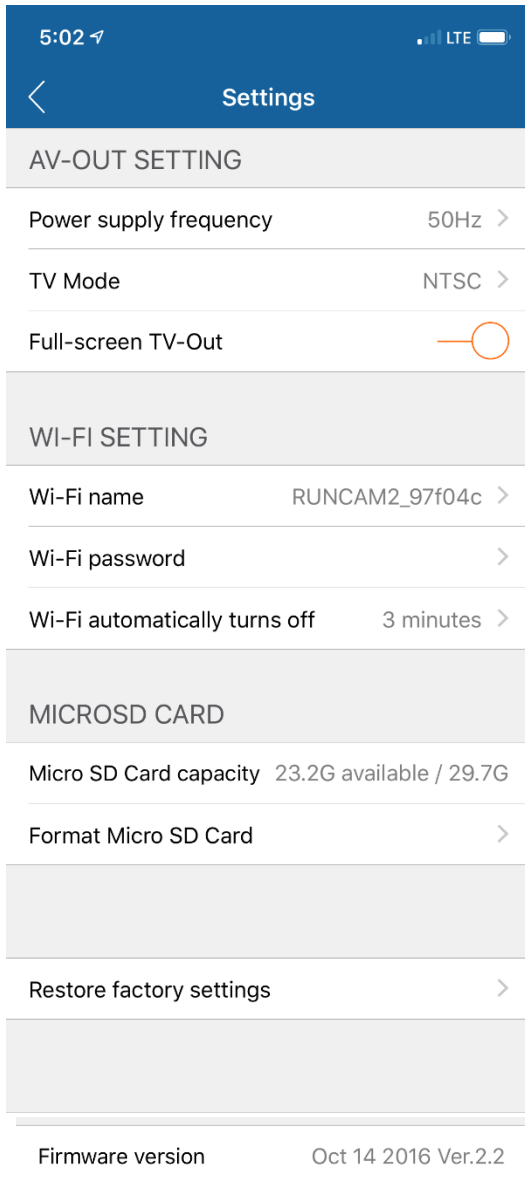 5:02 LTE
Settings
AV-OUT SETTING
Power supply frequency 50Hz
TV Mode NTSC
Full-screen TV-Out
WI-FI SETTING
Wi-Fi name RUNCAM2_97f04c
Wi-Fi password
Wi-Fi automatically turns off 3 minutes
MICROSD CARD
Micro SD Card capacity 23.2G available / 29.7G
Format Micro SD Card
Restore factory settings
Firmware version Oct 14 2016 Ver.2.2